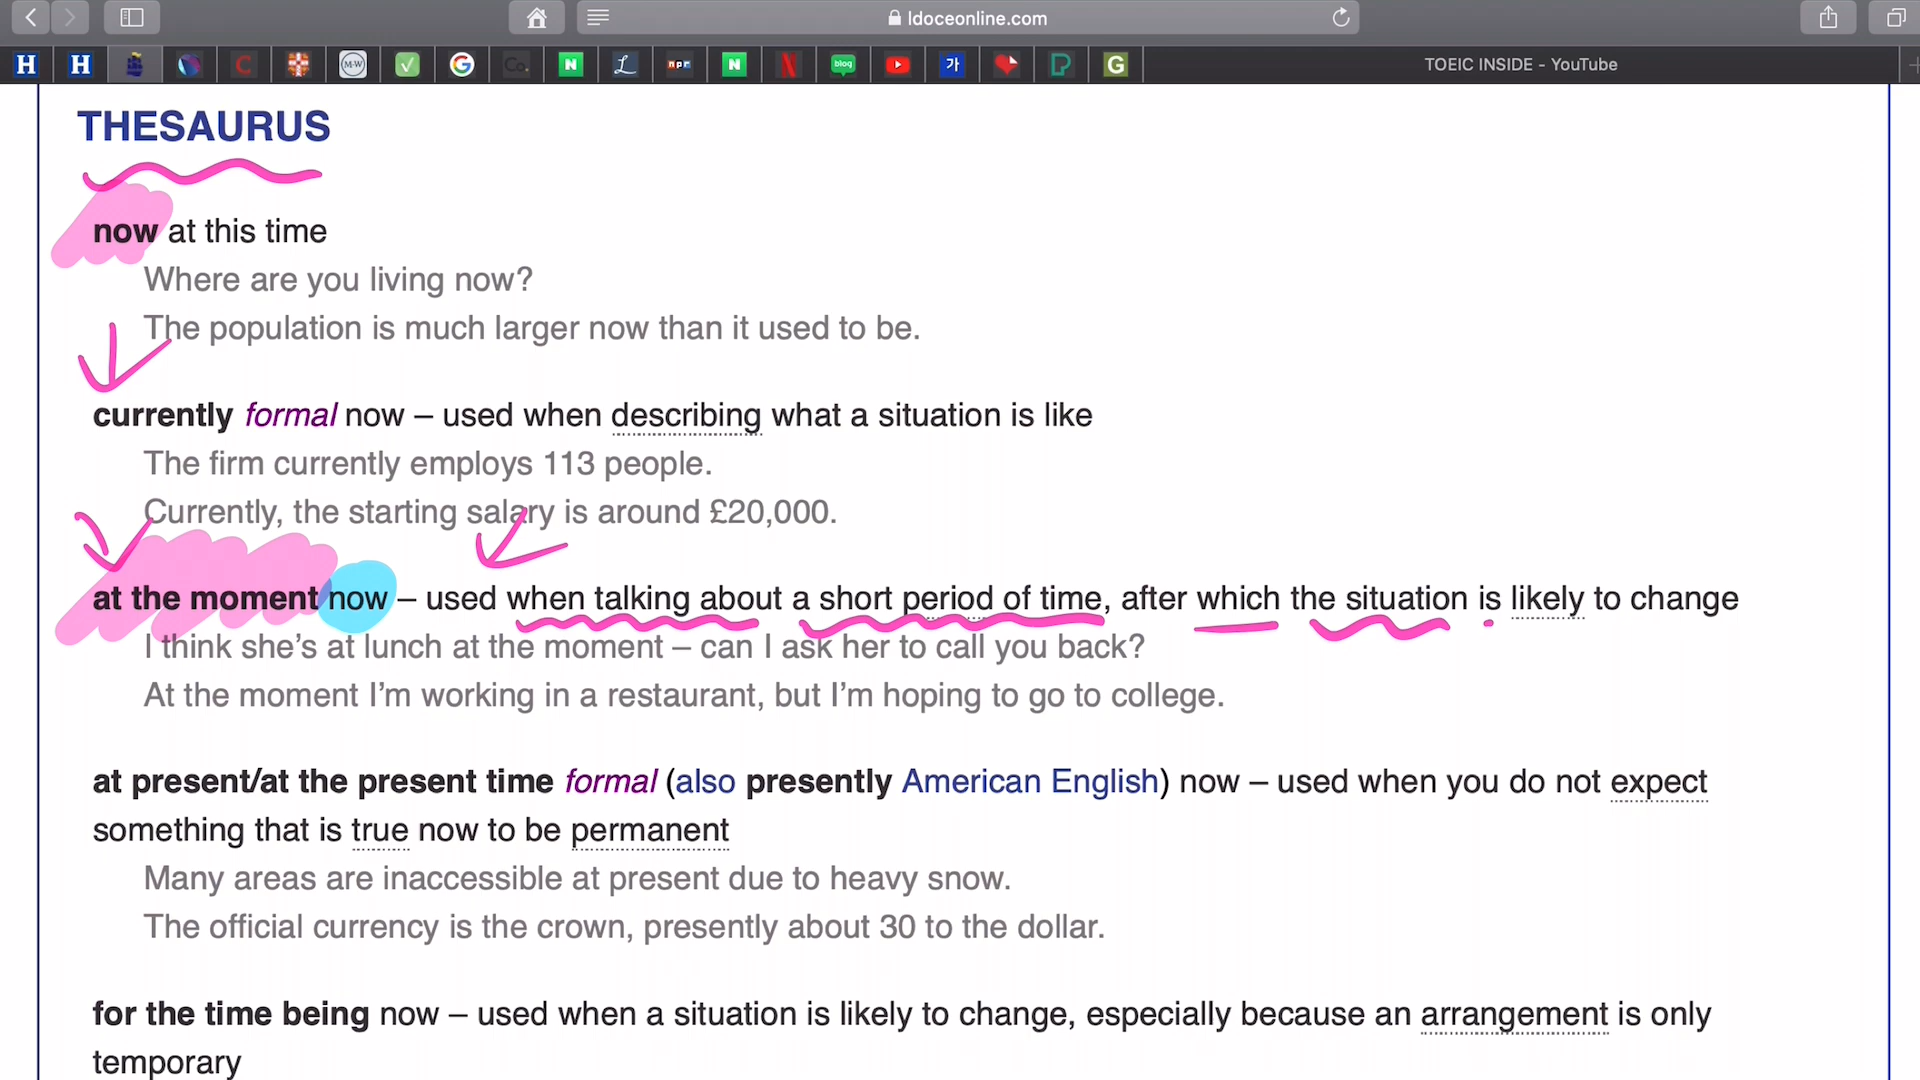 ldoceonline.com
H H C M-W ✓ G Co. N L npr N N blog 가 P G TOEIC INSIDE - YouTube
THESAURUS
now at this time
Where are you living now?
The population is much larger now than it used to be.
currently formal now – used when describing what a situation is like
The firm currently employs 113 people.
Currently, the starting salary is around £20,000.
at the moment now – used when talking about a short period of time, after which the situation is likely to change
I think she’s at lunch at the moment – can I ask her to call you back?
At the moment I’m working in a restaurant, but I’m hoping to go to college.
at present/at the present time formal (also presently American English) now – used when you do not expect
something that is true now to be permanent
Many areas are inaccessible at present due to heavy snow.
The official currency is the crown, presently about 30 to the dollar.
for the time being now – used when a situation is likely to change, especially because an arrangement is only
temporary